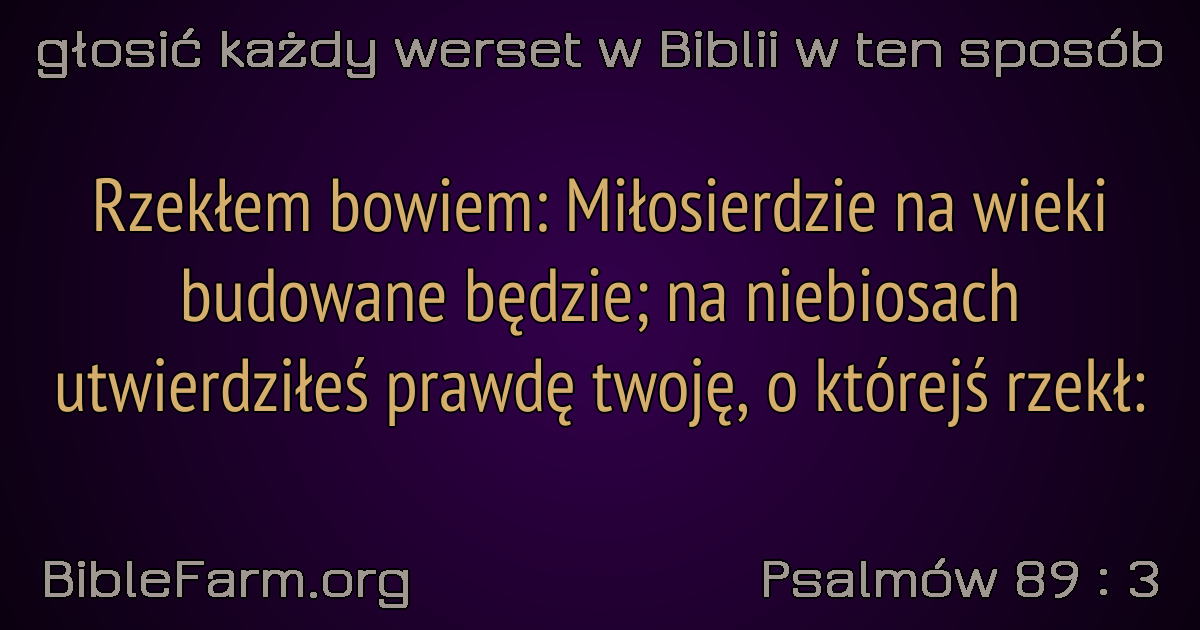 głosić każdy werset w Biblii w ten sposób
Rzekłem bowiem: Miłosierdzie na wieki
budowane będzie; na niebiosach
utwierdziłeś prawdę twoję, o którejś rzekł:
BibleFarm.org
Psalmów 89 : 3